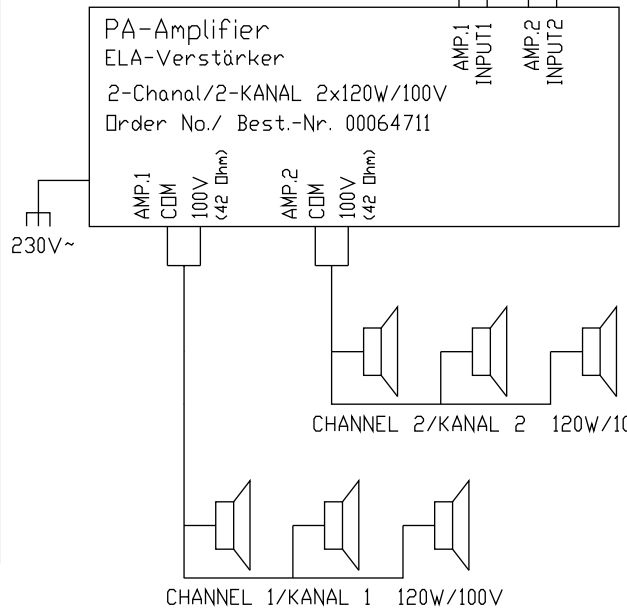 PA-Amplifier
ELA-Verstärker
2-Chanal/2-KANAL 2x120W/100V
Order No./ Best.-Nr. 00064711
AMP.1
INPUT1
AMP.2
INPUT2
AMP.1
COM
100V
(42 Ohm)
AMP.2
COM
100V
(42 Ohm)
230V~
CHANNEL 2/KANAL 2 120W/10
CHANNEL 1/KANAL 1 120W/100V